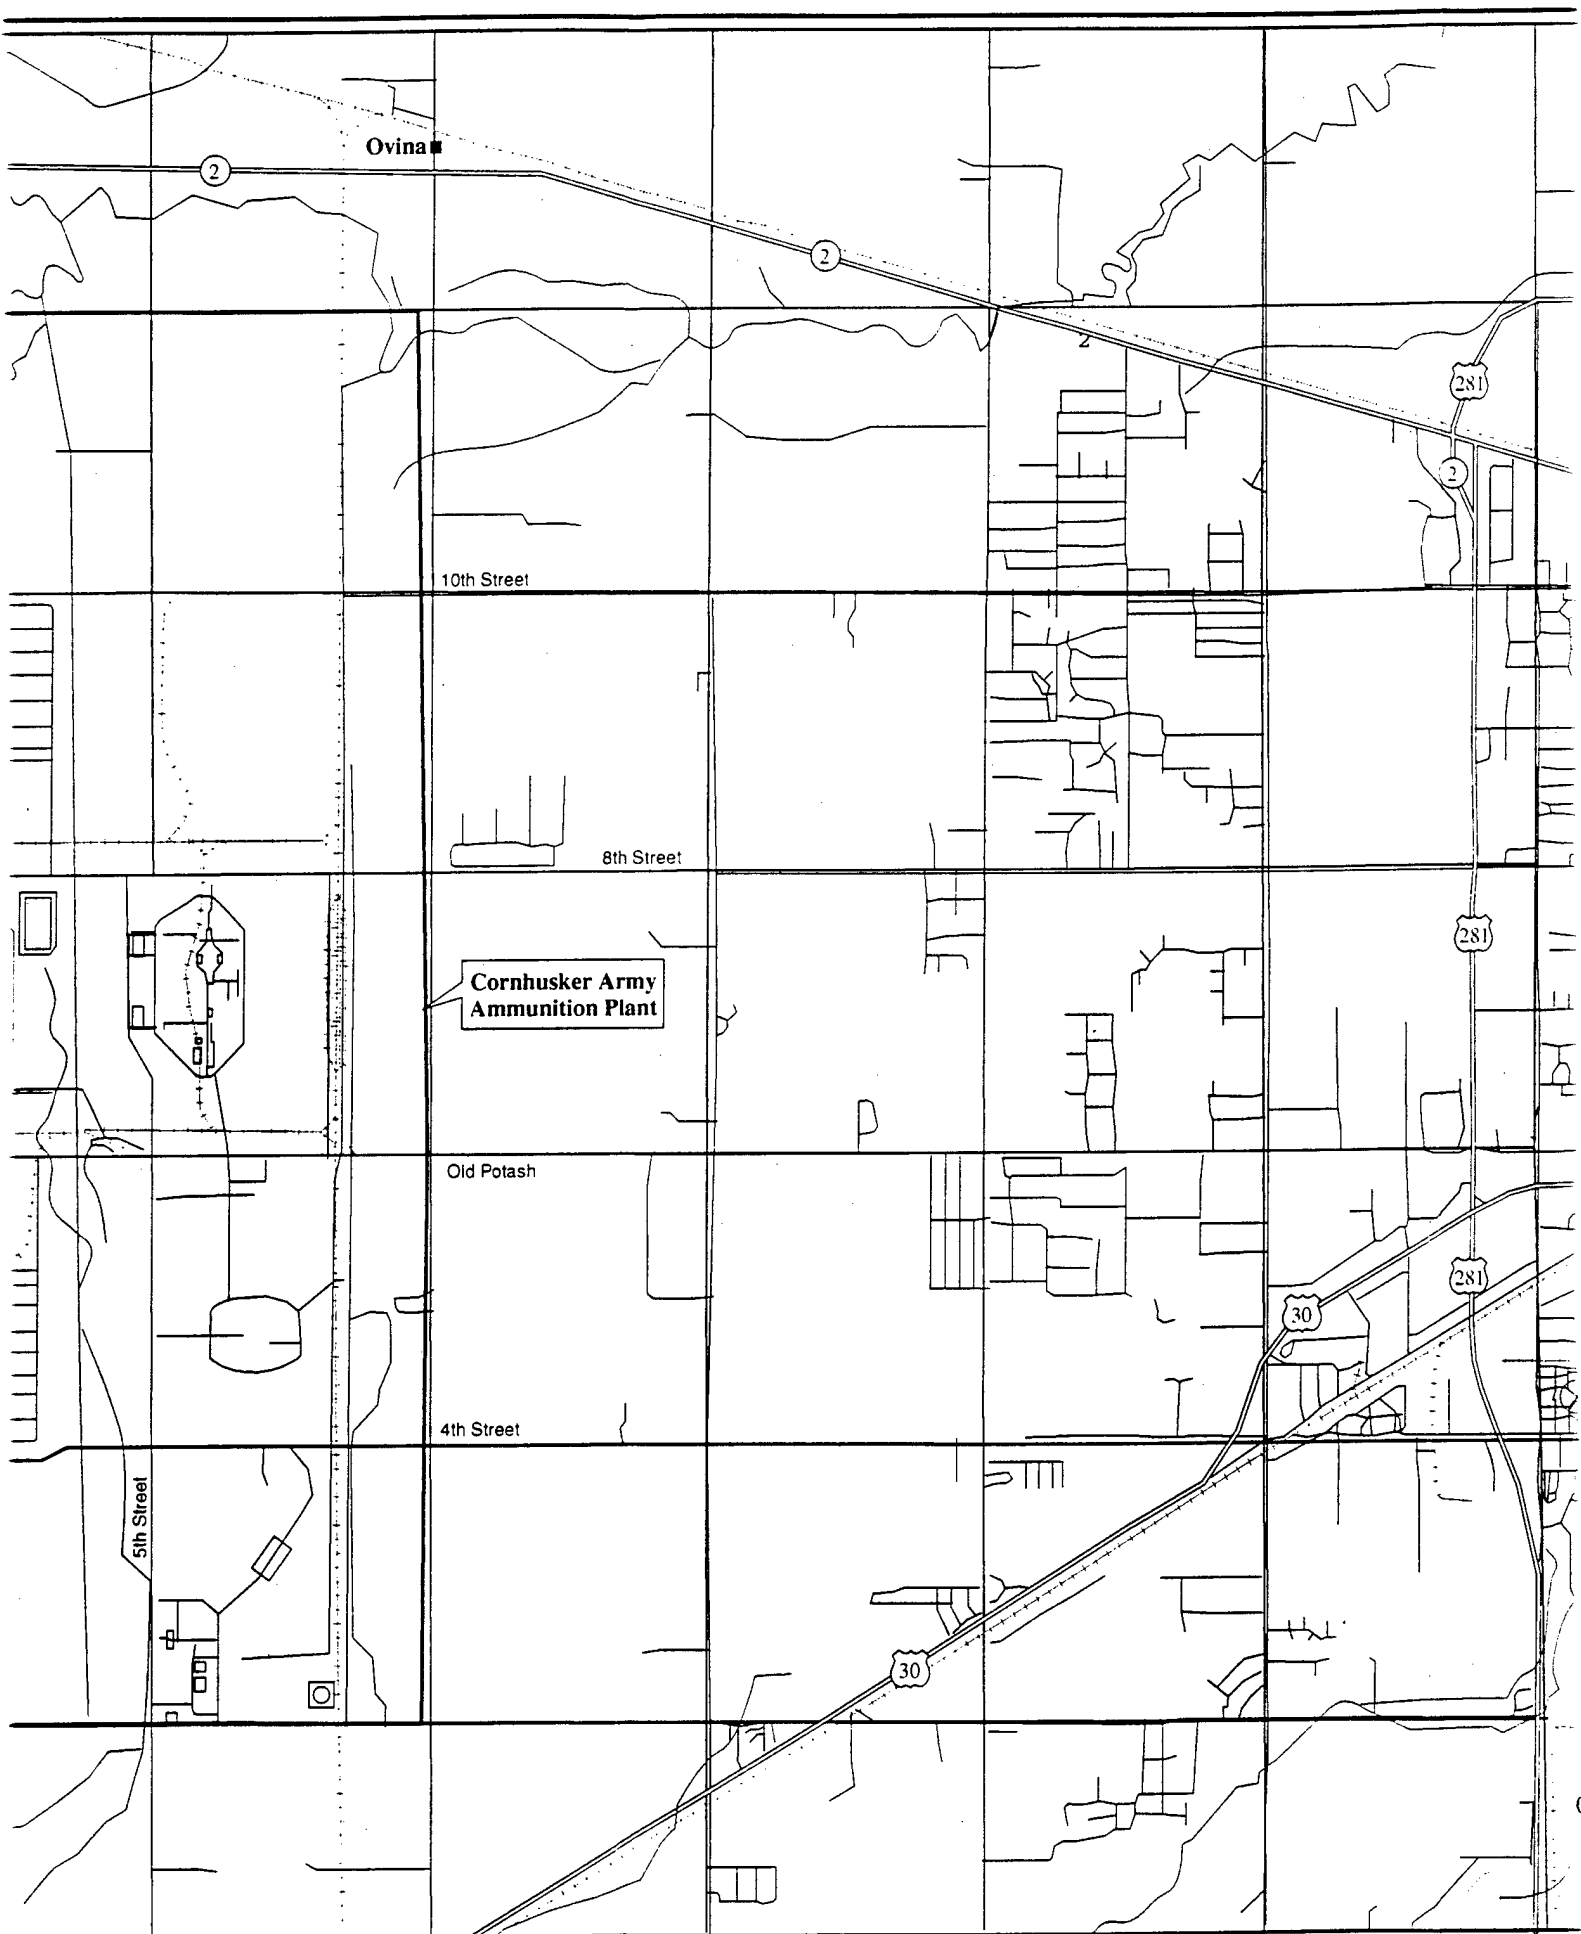 Ovina
2
2
2
281
2
10th Street
8th Street
281
Cornhusker Army
Ammunition Plant
Old Potash
281
30
4th Street
5th Street
30